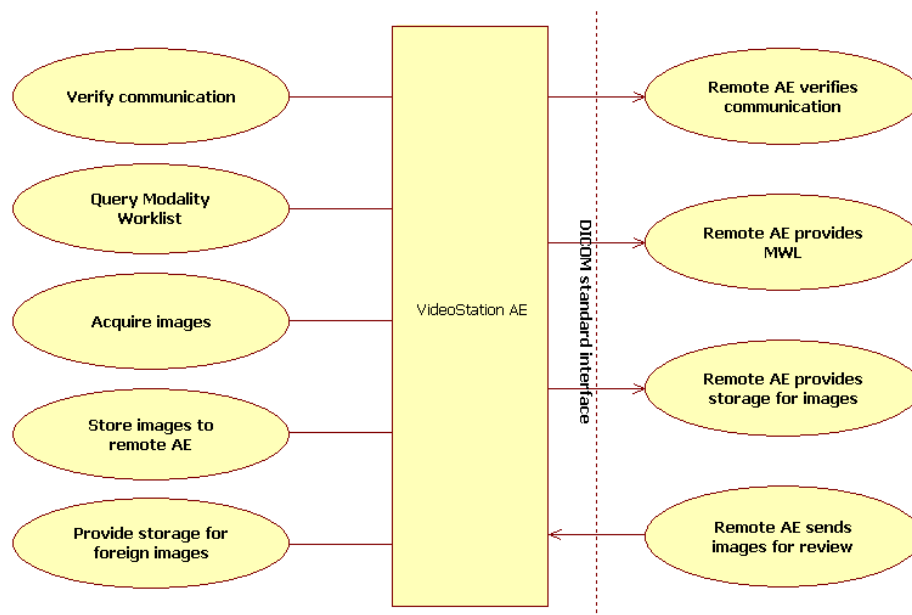 Verify communication
Query Modality
Worklist
Acquire images
Store images to
remote AE
Provide storage for
foreign images
VideoStation AE
DICOM standard interface
Remote AE verifies
communication
Remote AE provides
MWL
Remote AE provides
storage for images
Remote AE sends
images for review